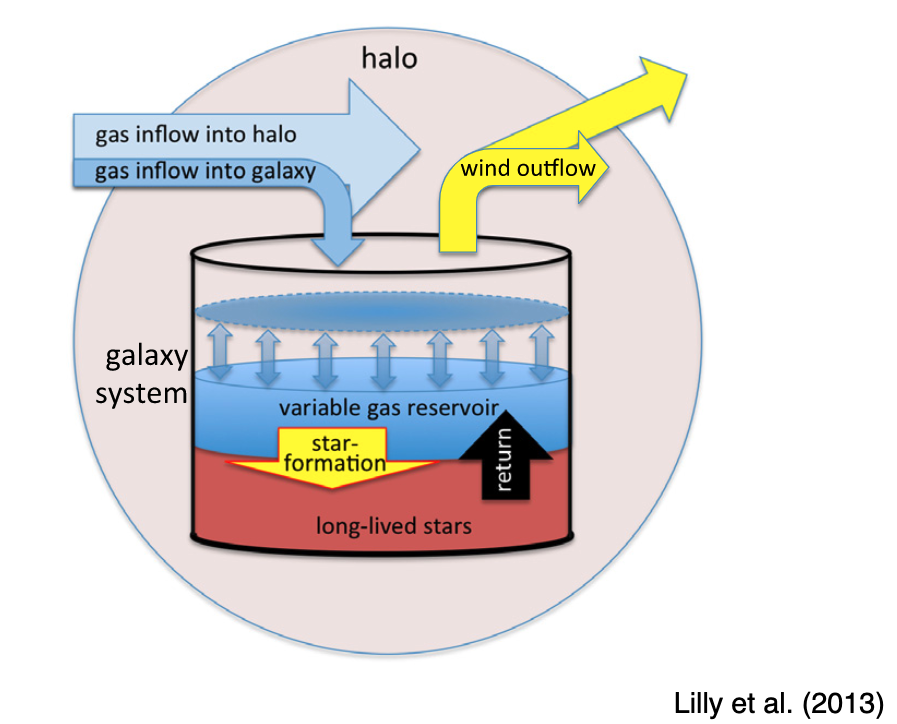 halo
gas inflow into halo
gas inflow into galaxy
wind outflow
galaxy
system
variable gas reservoir
star-
formation
return
long-lived stars
Lilly et al. (2013)